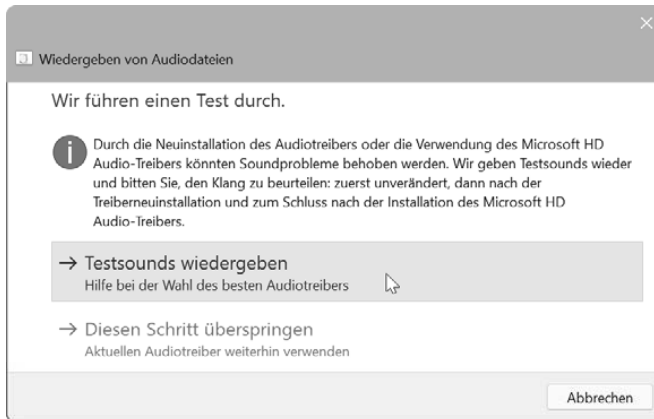 Wiedergeben von Audiodateien
Wir führen einen Test durch.
Durch die Neuinstallation des Audiotreibers oder die Verwendung des Microsoft HD
Audio-Treibers könnten Soundprobleme behoben werden. Wir geben Testsounds wieder
und bitten Sie, den Klang zu beurteilen: zuerst unverändert, dann nach der
Treiberneuinstallation und zum Schluss nach der Installation des Microsoft HD
Audio-Treibers.
→ Testsounds wiedergeben
Hilfe bei der Wahl des besten Audiotreibers
→ Diesen Schritt überspringen
Aktuellen Audiotreiber weiterhin verwenden
Abbrechen